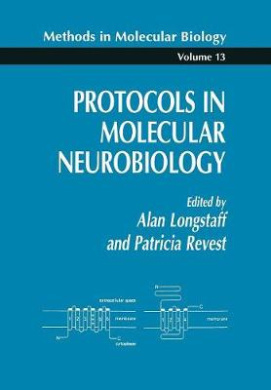 Methods in Molecular Biology
Volume 13
PROTOCOLS IN
MOLECULAR
NEUROBIOLOGY
Edited by
Alan Longstaff
and Patricia Revest